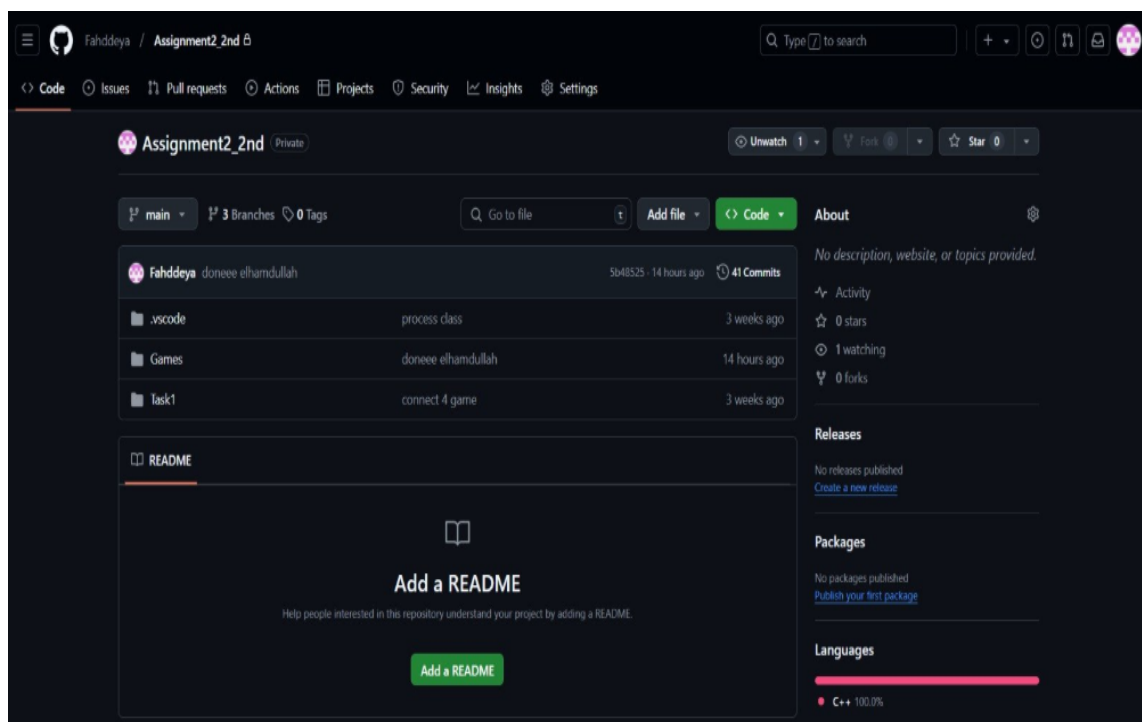 Fahddeya / Assignment2_2nd
Type / to search
Code Issues Pull requests Actions Projects Security Insights Settings
Assignment2_2nd Private
Unwatch 1 Fork 0 Star 0
main 3 Branches 0 Tags Go to file t Add file Code
Fahddeya doneee elhamdullah 5b48525 · 14 hours ago 41 Commits
.vscode process class 3 weeks ago
Games doneee elhamdullah 14 hours ago
Task1 connect 4 game 3 weeks ago
README
Add a README
Help people interested in this repository understand your project by adding a README.
Add a README
About
No description, website, or topics provided.
Activity
0 stars
1 watching
0 forks
Releases
No releases published
Create a new release
Packages
No packages published
Publish your first package
Languages
C++ 100.0%